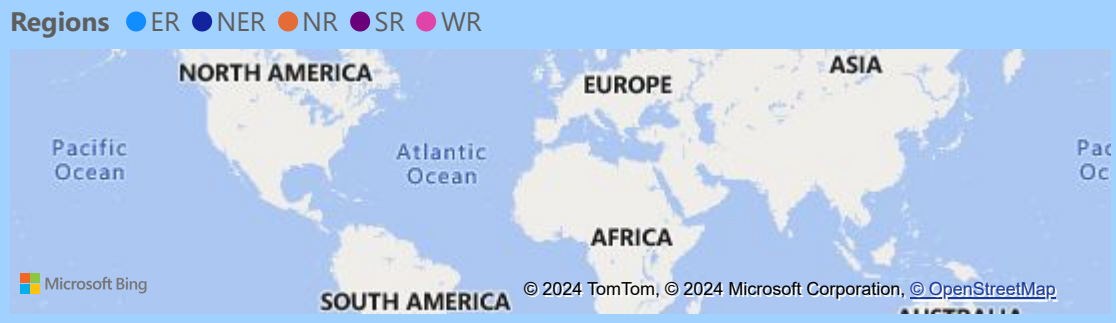 Regions ER NER NR SR WR
NORTH AMERICA
EUROPE
ASIA
Pacific
Ocean
Atlantic
Ocean
Pac
Oc
AFRICA
Microsoft Bing
SOUTH AMERICA
© 2024 TomTom, © 2024 Microsoft Corporation, © OpenStreetMap
AUSTRALIA